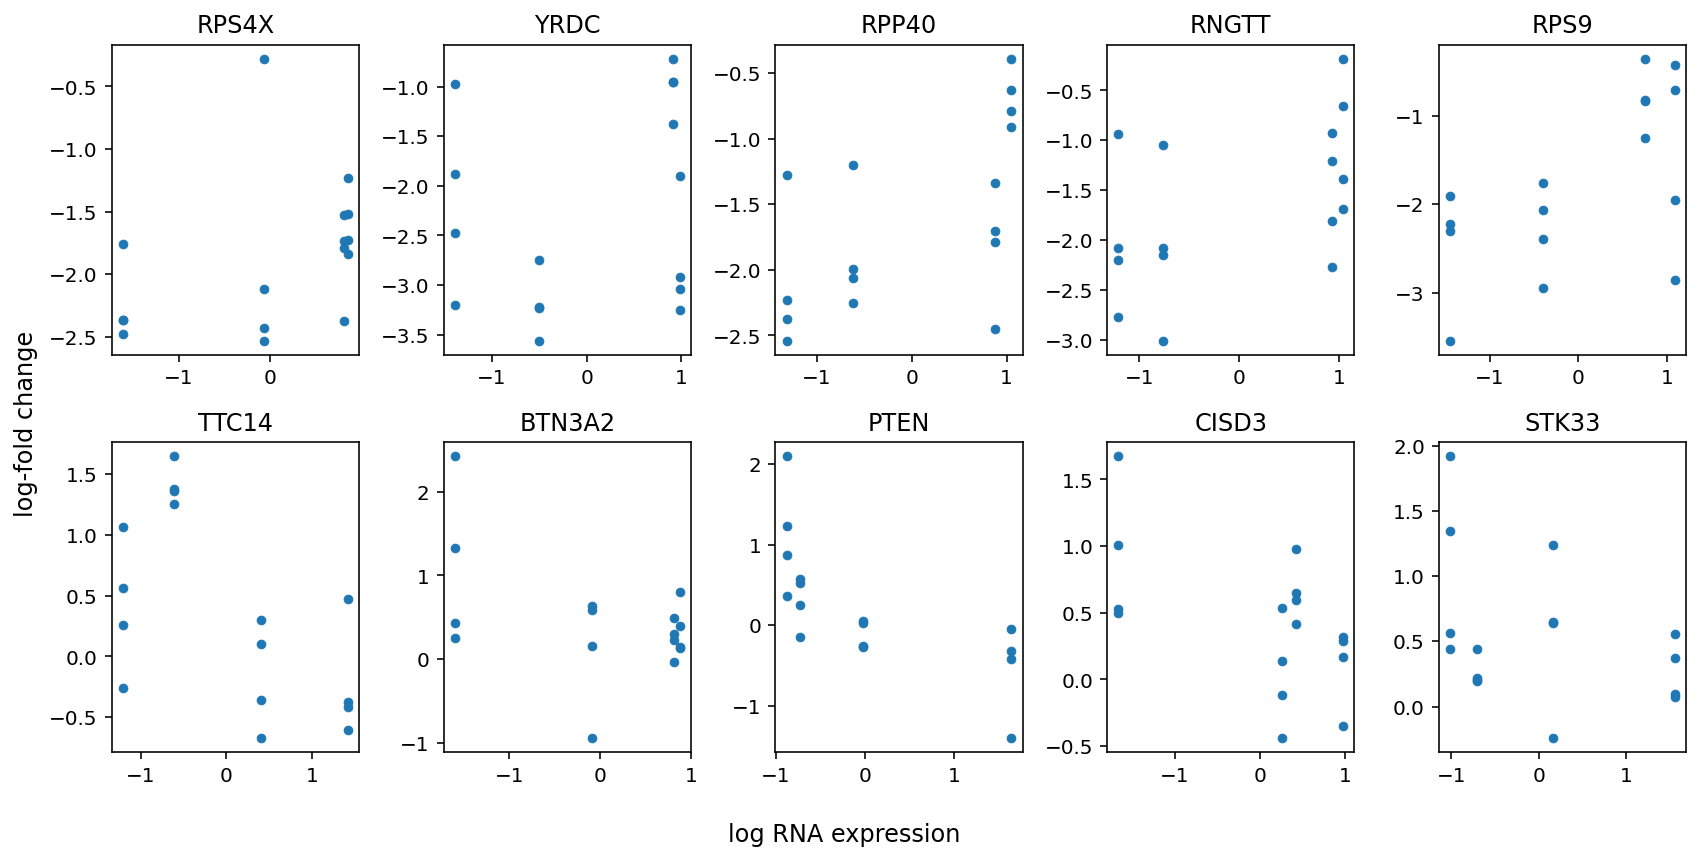 RPS4X YRDC RPP40 RNGTT RPS9
−0.5 −1.0 −1.5 −2.0 −2.5
−1 0
−1.0 −1.5 −2.0 −2.5 −3.0 −3.5
−1 0 1
−0.5 −1.0 −1.5 −2.0 −2.5
−1 0 1
−0.5 −1.0 −1.5 −2.0 −2.5 −3.0
−1 0 1
−1 −2 −3
−1 0 1
log-fold change
TTC14 BTN3A2 PTEN CISD3 STK33
1.5 1.0 0.5 0.0 −0.5
−1 0 1
2 1 0 −1
−1 0 1
2 1 0 −1
−1 0 1
1.5 1.0 0.5 0.0 −0.5
−1 0 1
2.0 1.5 1.0 0.5 0.0
−1 0 1
log RNA expression